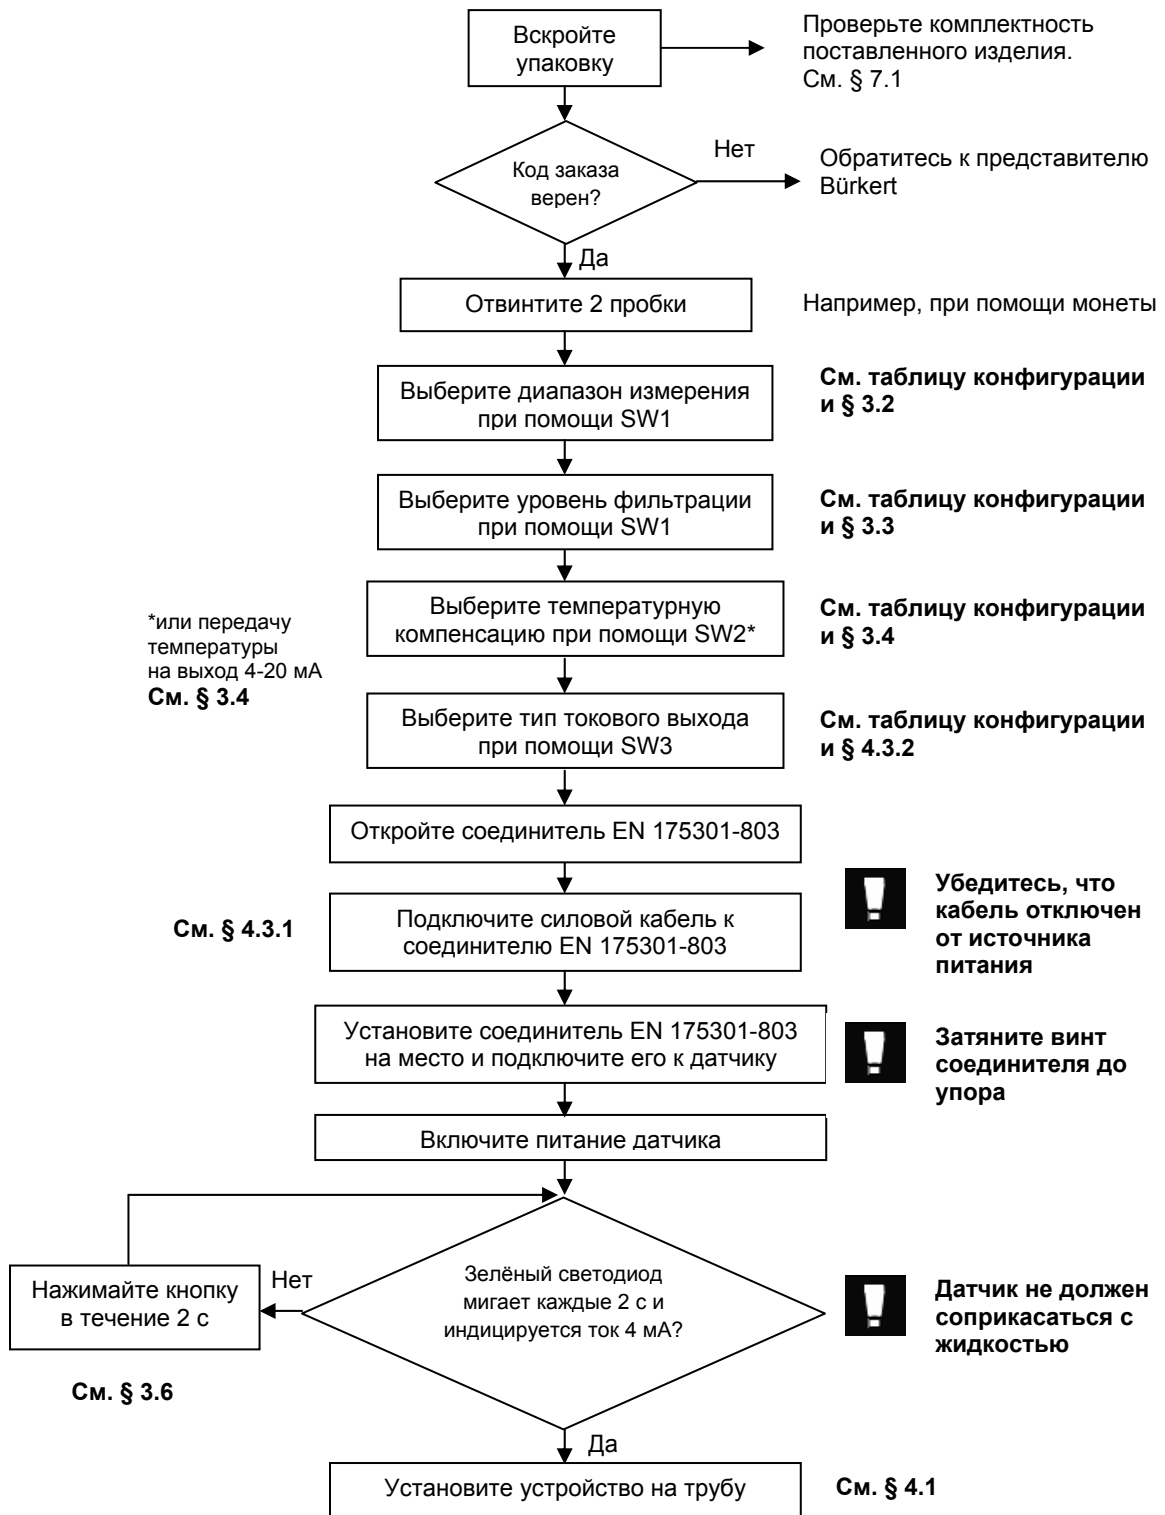 Вскройте
упаковку
Проверьте комплектность
поставленного изделия.
См. § 7.1
Код заказа
верен?
Нет
Обратитесь к представителю
Bürkert
Да
Отвинтите 2 пробки
Например, при помощи монеты
Выберите диапазон измерения
при помощи SW1
См. таблицу конфигурации
и § 3.2
Выберите уровень фильтрации
при помощи SW1
См. таблицу конфигурации
и § 3.3
*или передачу
температуры
на выход 4-20 мА
См. § 3.4
Выберите температурную
компенсацию при помощи SW2*
См. таблицу конфигурации
и § 3.4
Выберите тип токового выхода
при помощи SW3
См. таблицу конфигурации
и § 4.3.2
Откройте соединитель EN 175301-803
См. § 4.3.1
Подключите силовой кабель к
соединителю EN 175301-803
Убедитесь, что
кабель отключен
от источника
питания
Установите соединитель EN 175301-803
на место и подключите его к датчику
Затяните винт
соединителя до
упора
Включите питание датчика
Нажимайте кнопку
в течение 2 с
Нет
Зелёный светодиод
мигает каждые 2 с и
индицируется ток 4 мА?
Датчик не должен
соприкасаться с
жидкостью
См. § 3.6
Да
Установите устройство на трубу
См. § 4.1